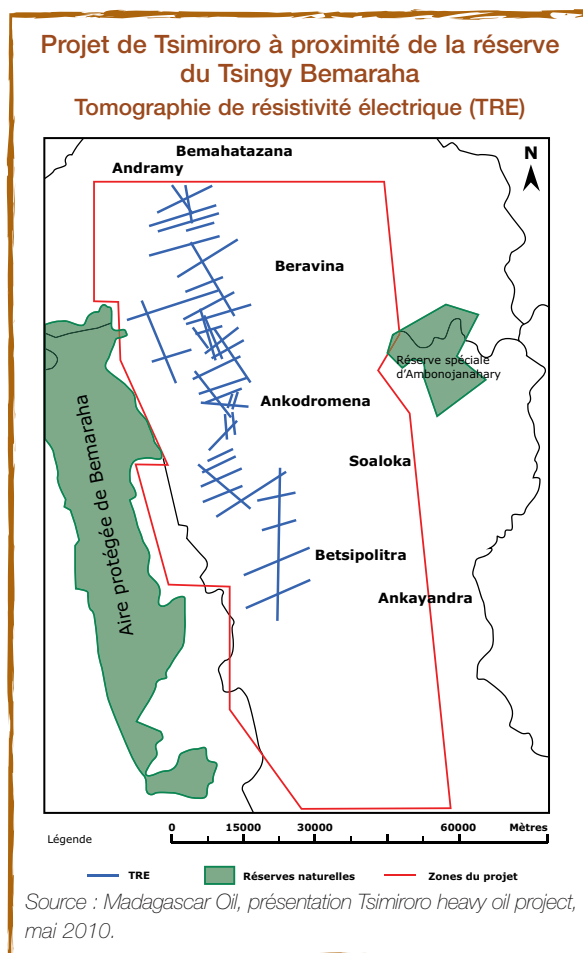 Projet de Tsimiroro à proximité de la réserve
du Tsingy Bemaraha
Tomographie de résistivité électrique (TRE)
Bemahatazana
Andramy
N
Beravina
Réserve spéciale
d'Ambonojanahary
Ankodromena
Aire protégée de Bemaraha
Soaloka
Betsipolitra
Ankayandra
Légende
0 15000 30000 60000 Mètres
TRE Réserves naturelles Zones du projet
Source : Madagascar Oil, présentation Tsimiroro heavy oil project,
mai 2010.